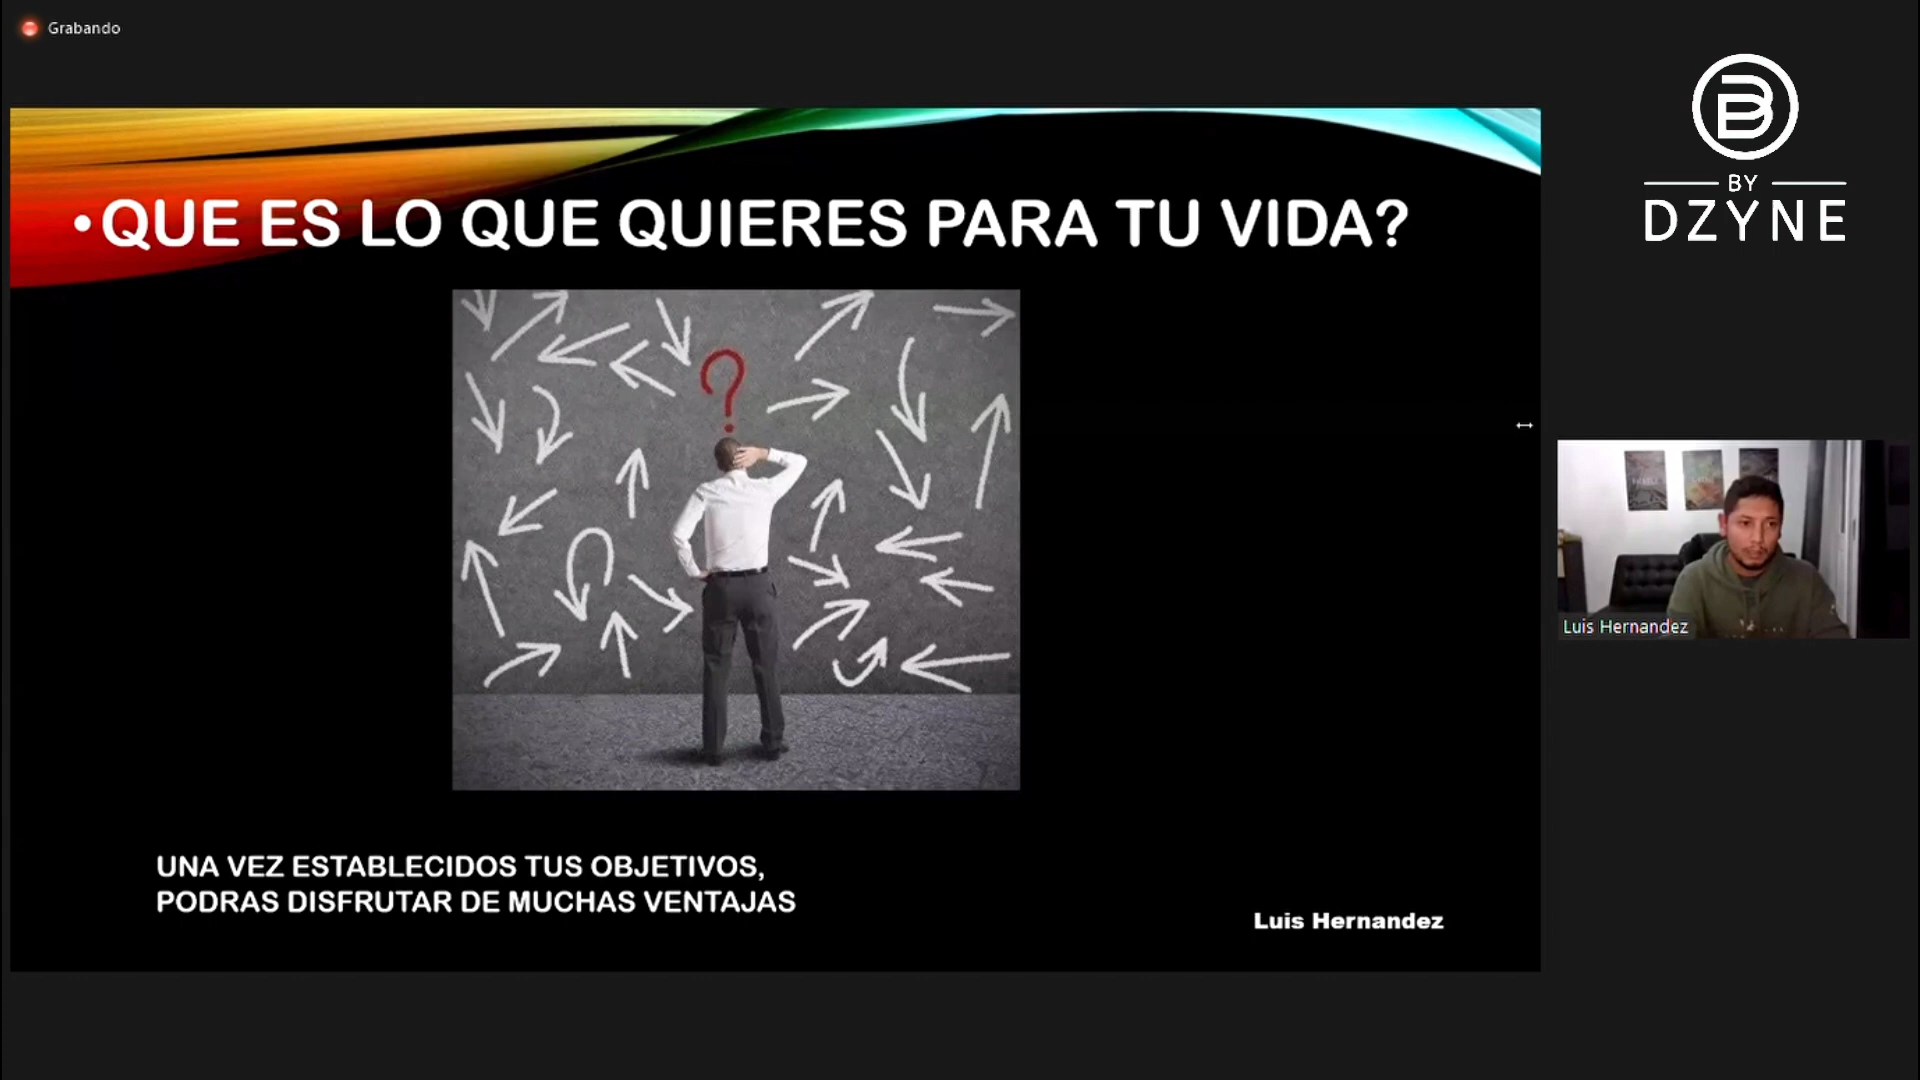 Grabando
BY
DZYNE
• QUE ES LO QUE QUIERES PARA TU VIDA?
?
Luis Hernandez
UNA VEZ ESTABLECIDOS TUS OBJETIVOS,
PODRAS DISFRUTAR DE MUCHAS VENTAJAS
Luis Hernandez